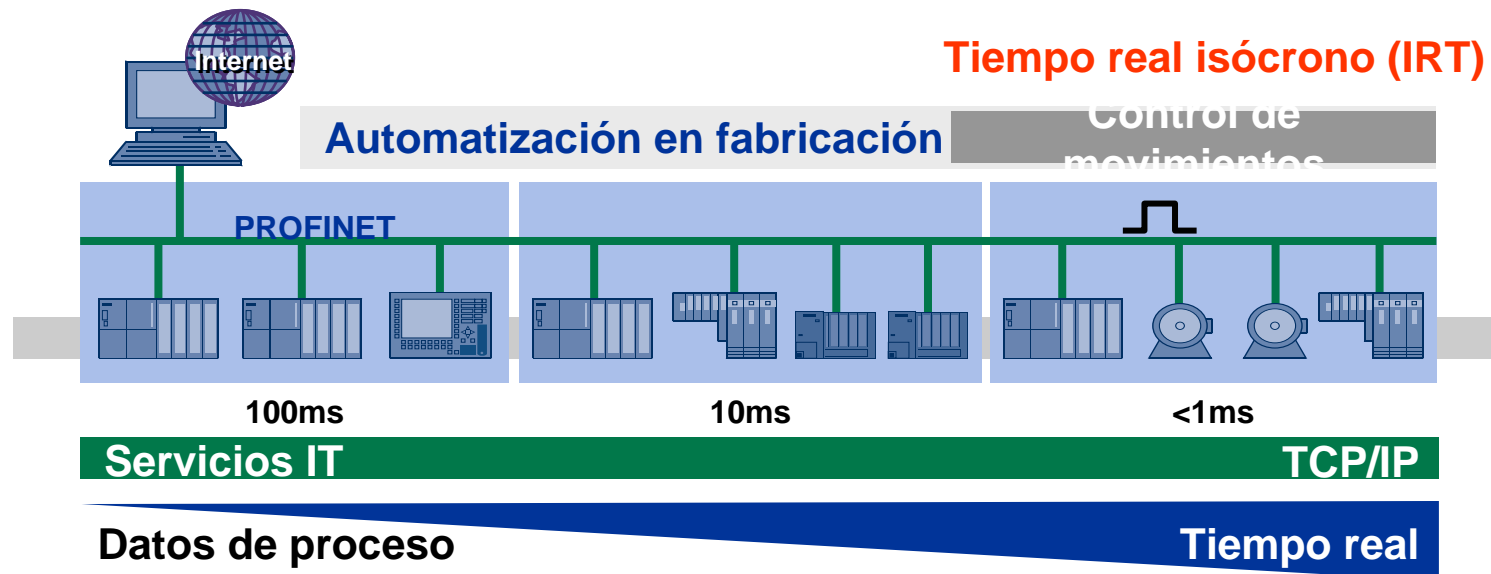 Internet
Tiempo real isócrono (IRT)
Automatización en fabricación
Control de
movimientos
PROFINET
100ms
10ms
<1ms
Servicios IT
TCP/IP
Datos de proceso
Tiempo real